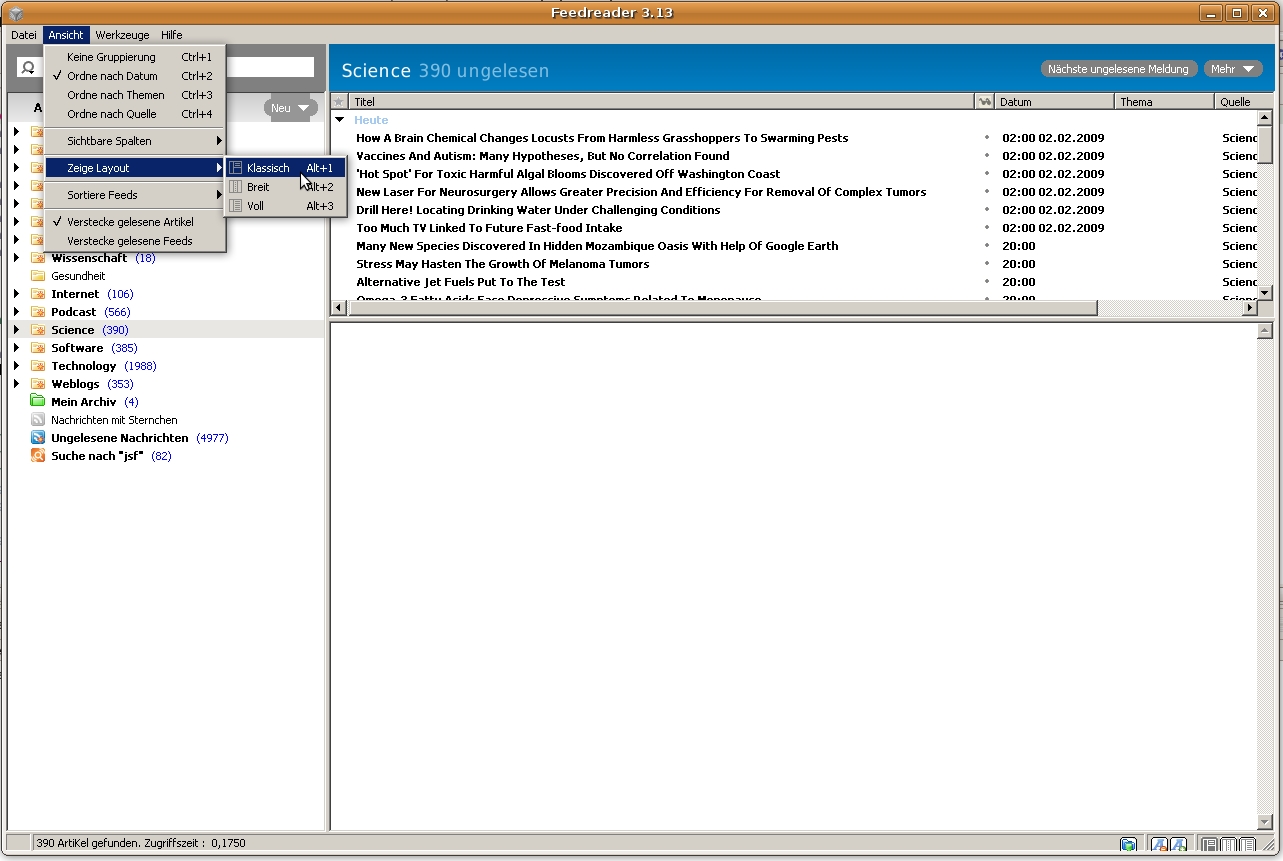 Feedreader 3.13
Datei Ansicht Werkzeuge Hilfe
Keine Gruppierung Ctrl+1
Ordne nach Datum Ctrl+2
Ordne nach Themen Ctrl+3
Ordne nach Quelle Ctrl+4
Sichtbare Spalten
Zeige Layout
Sortiere Feeds
Verstecke gelesene Artikel
Verstecke gelesene Feeds
Klassisch Alt+1
Breit Alt+2
Voll Alt+3
A
Neu
Wissenschaft (18)
Gesundheit
Internet (106)
Podcast (566)
Science (390)
Software (385)
Technology (1988)
Weblogs (353)
Mein Archiv (4)
Nachrichten mit Sternchen
Ungelesene Nachrichten (4977)
Suche nach "jsf" (82)
Science 390 ungelesen
Nächste ungelesene Meldung Mehr
Titel Datum Thema Quelle
Heute
How A Brain Chemical Changes Locusts From Harmless Grasshoppers To Swarming Pests 02:00 02.02.2009 Scienc
Vaccines And Autism: Many Hypotheses, But No Correlation Found 02:00 02.02.2009 Scienc
'Hot Spot' For Toxic Harmful Algal Blooms Discovered Off Washington Coast 02:00 02.02.2009 Scienc
New Laser For Neurosurgery Allows Greater Precision And Efficiency For Removal Of Complex Tumors 02:00 02.02.2009 Scienc
Drill Here! Locating Drinking Water Under Challenging Conditions 02:00 02.02.2009 Scienc
Too Much TV Linked To Future Fast-food Intake 02:00 02.02.2009 Scienc
Many New Species Discovered In Hidden Mozambique Oasis With Help Of Google Earth 20:00 Scienc
Stress May Hasten The Growth Of Melanoma Tumors 20:00 Scienc
Alternative Jet Fuels Put To The Test 20:00 Scienc
Omega-3 Fatty Acids Ease Depressive Symptoms Related To Menopause 20:00 Scienc
390 Artikel gefunden. Zugriffszeit : 0,1750